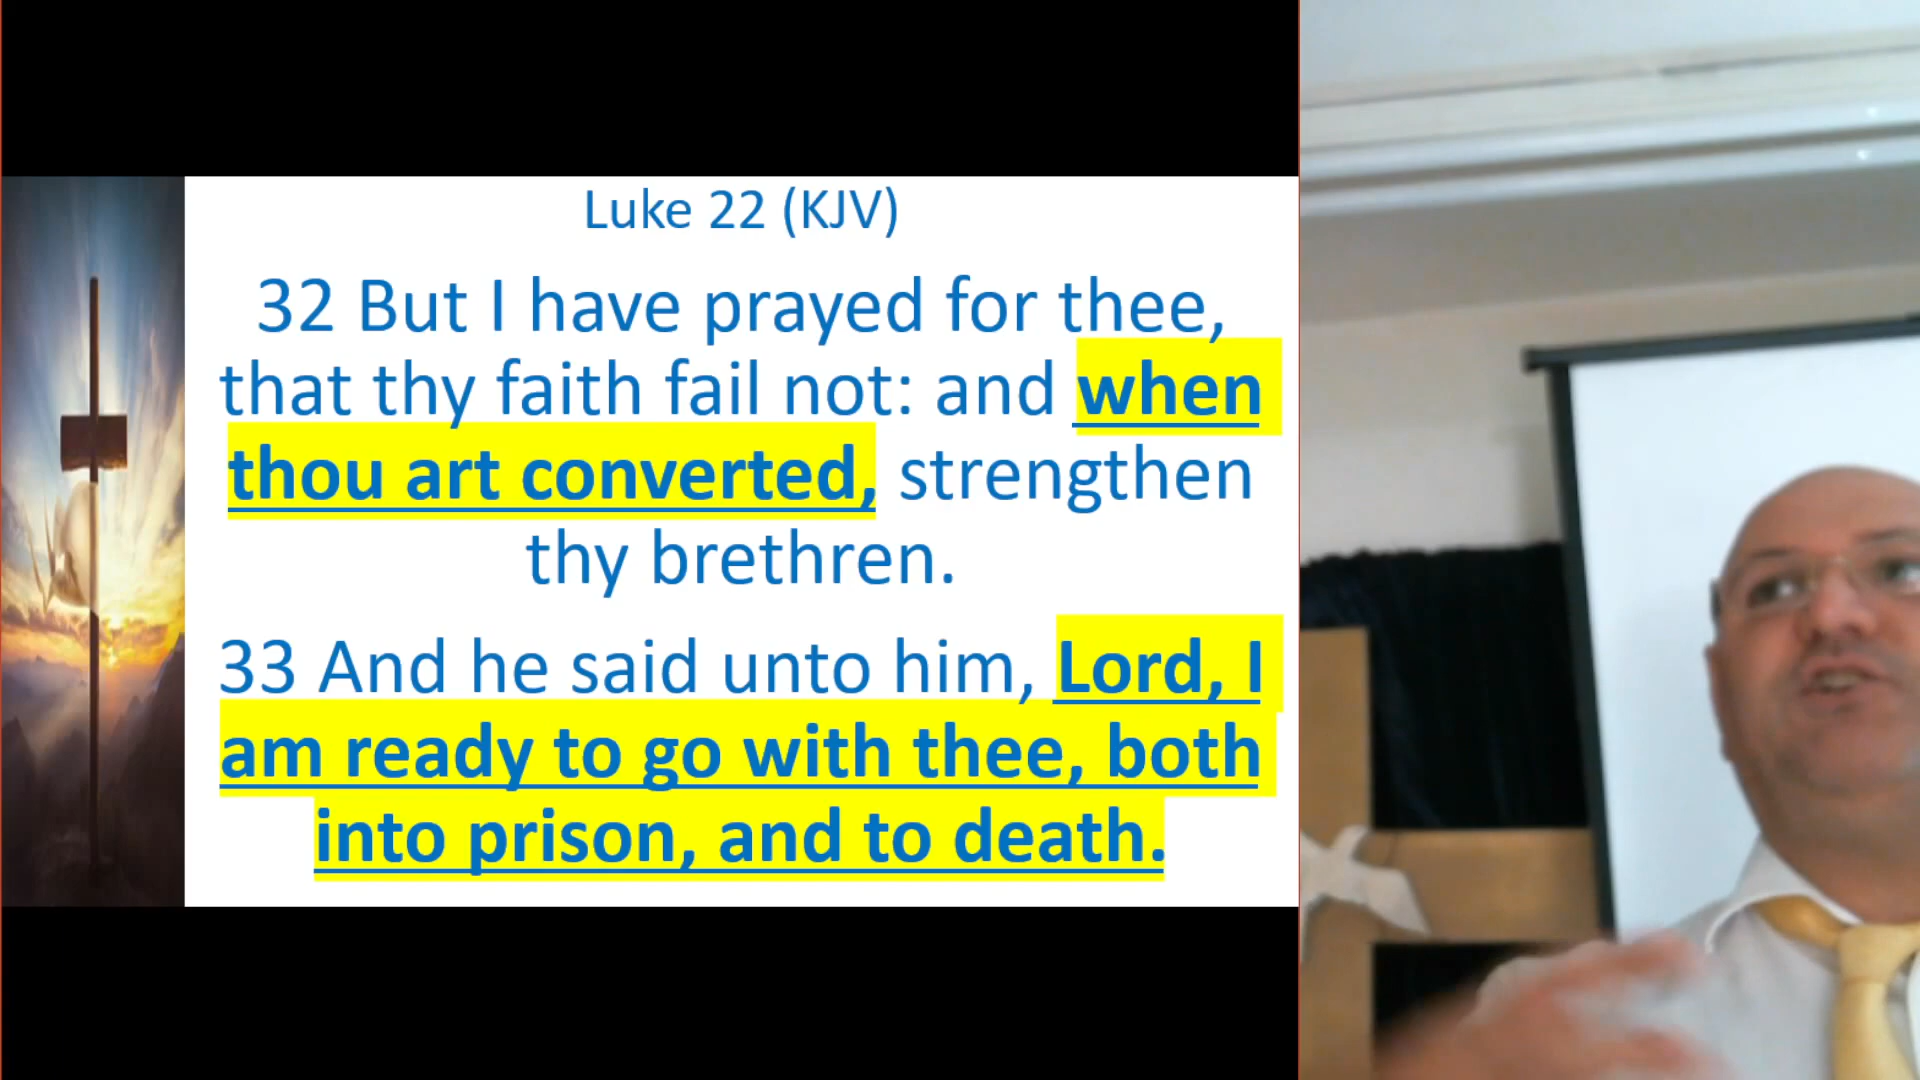 Luke 22 (KJV)
32 But I have prayed for thee,
that thy faith fail not: and when
thou art converted, strengthen
thy brethren.
33 And he said unto him, Lord, I
am ready to go with thee, both
into prison, and to death.